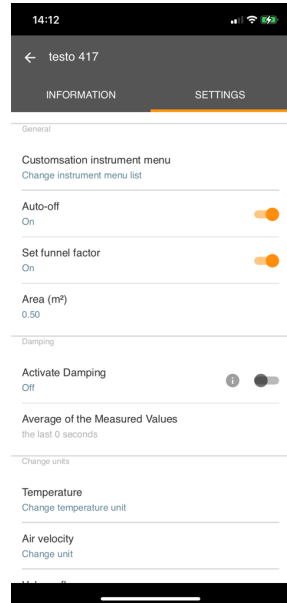 14:12
testo 417
INFORMATION
SETTINGS
General
Customsation instrument menu
Change instrument menu list
Auto-off
On
Set funnel factor
On
Area (m²)
0.50
Damping
Activate Damping
Off
Average of the Measured Values
the last 0 seconds
Change units
Temperature
Change temperature unit
Air velocity
Change unit